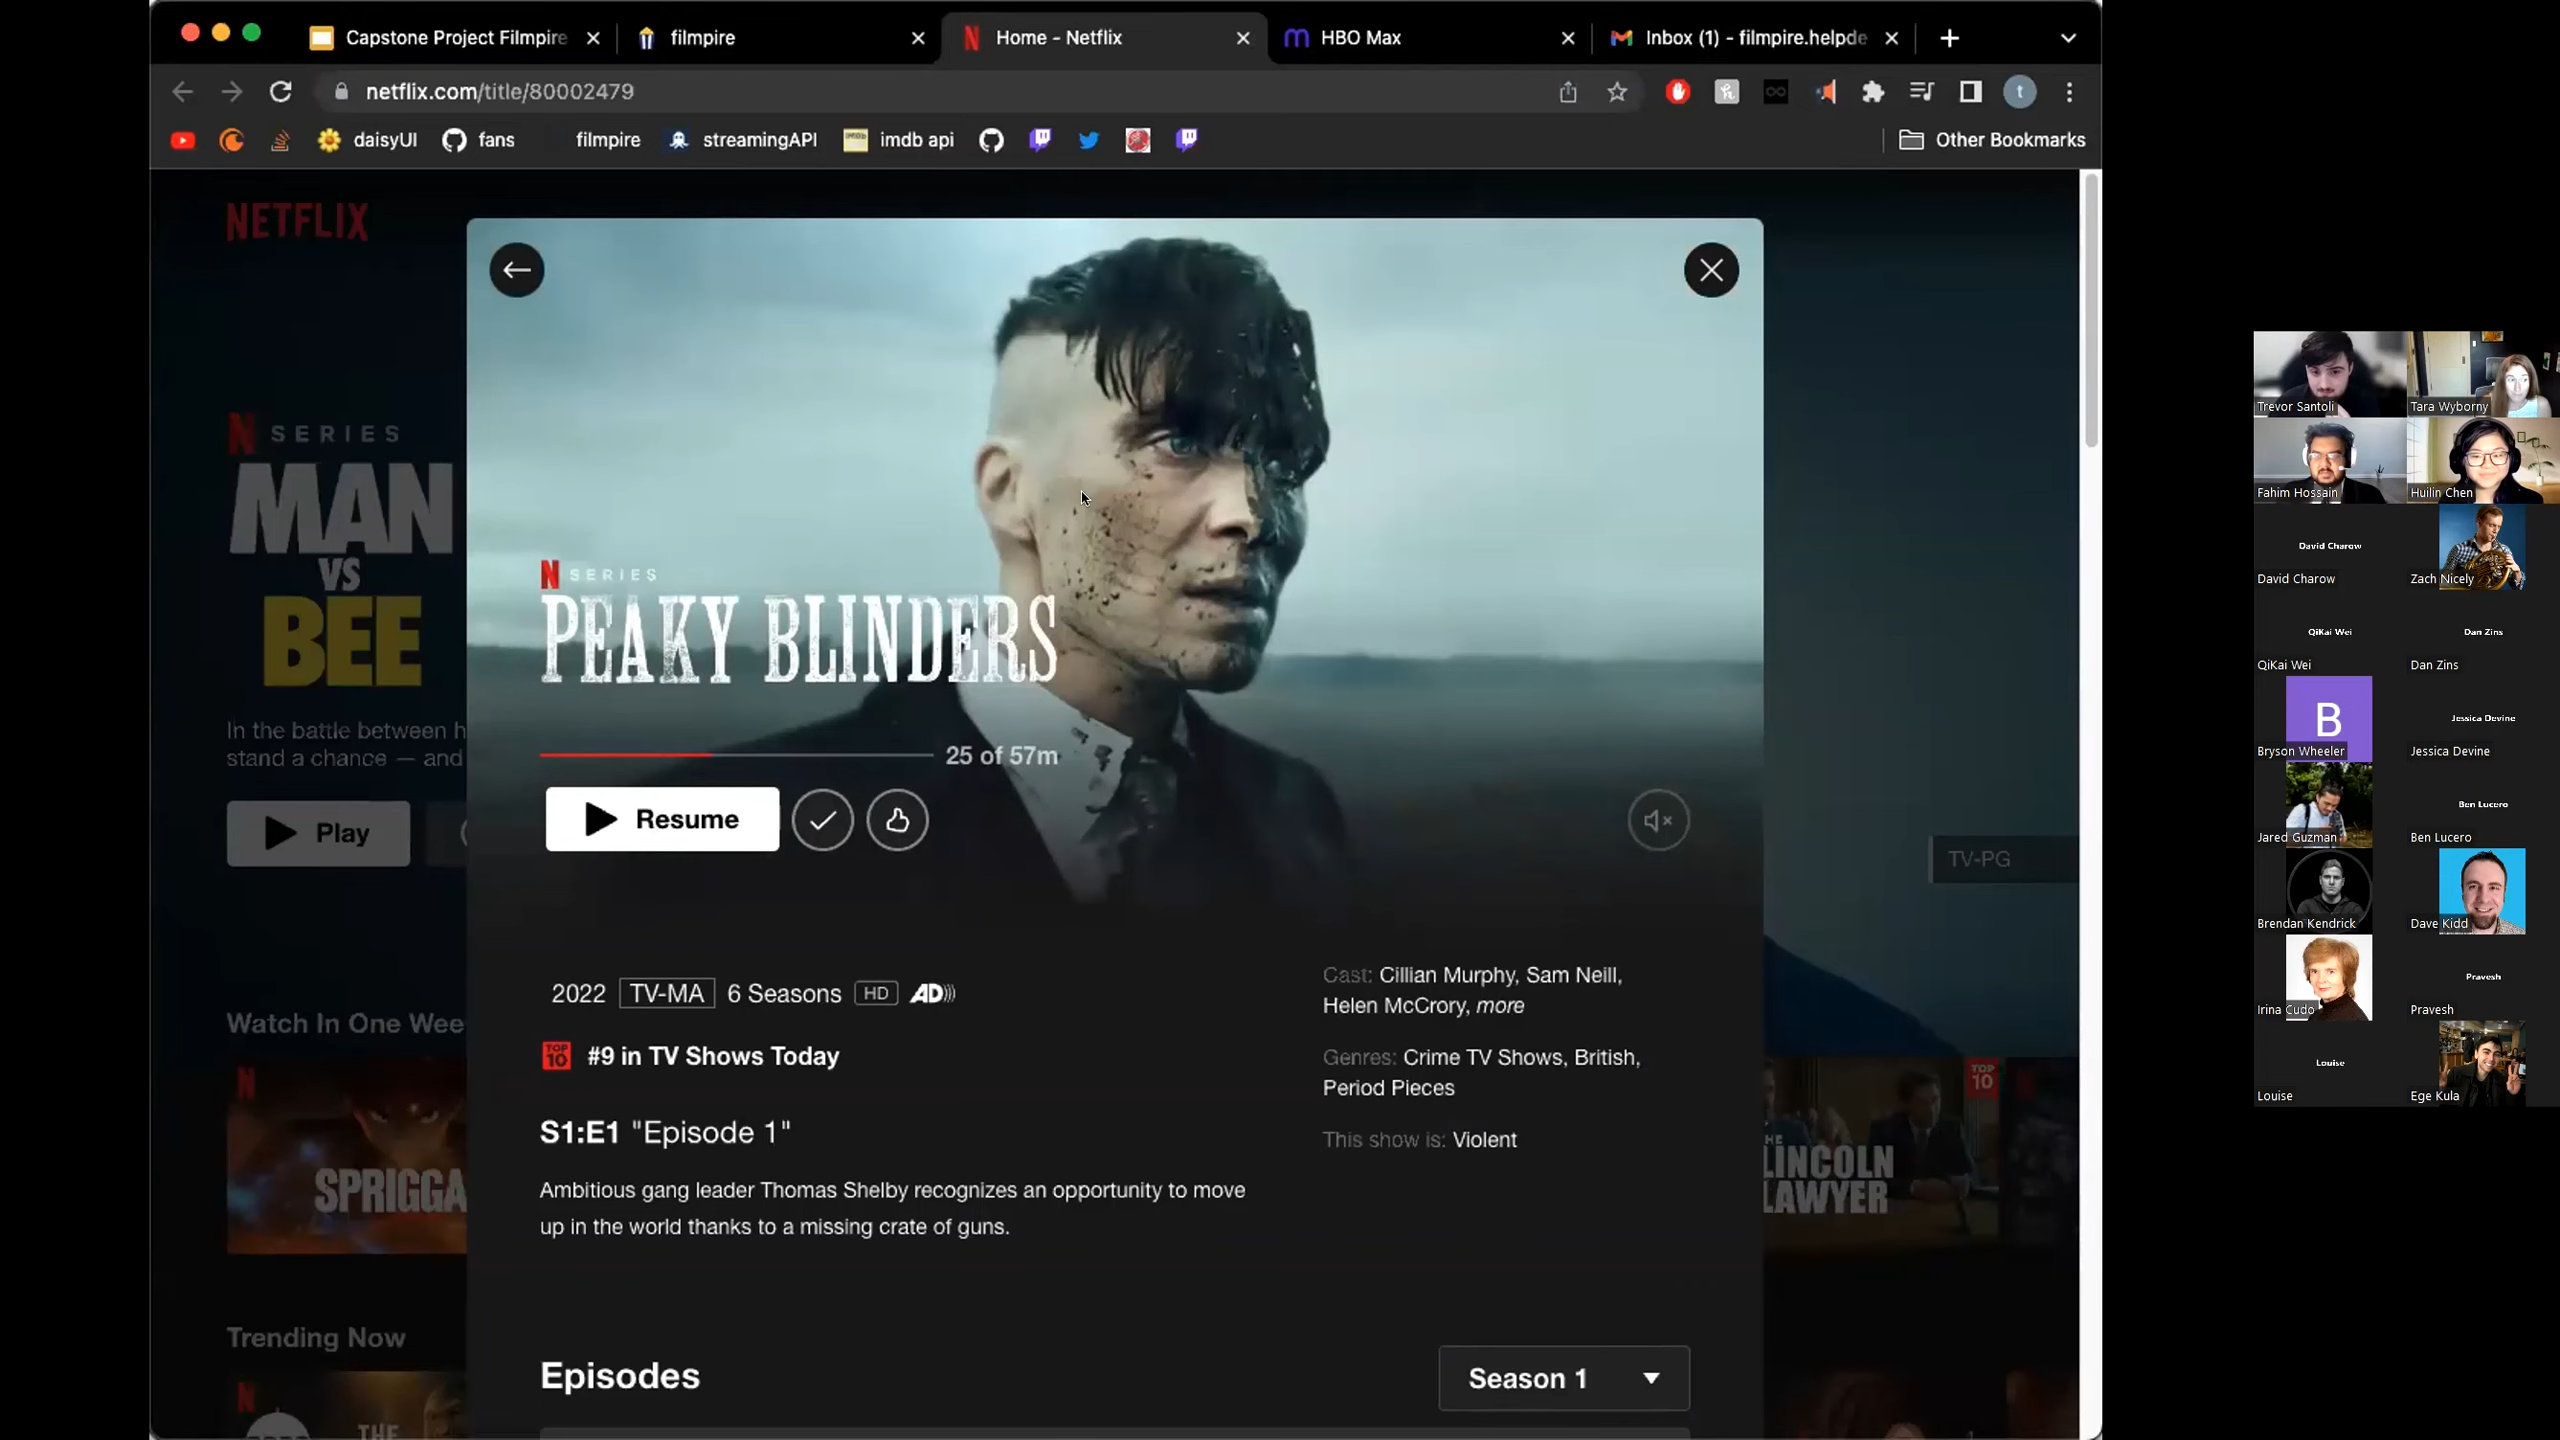 Capstone Project Filmpire
filmpire
Home - Netflix
HBO Max
Inbox (1) - filmpire.helpde
netflix.com/title/80002479
daisyUI
fans
filmpire
streamingAPI
imdb api
Other Bookmarks
NETFLIX
N SERIES
MAN
VS
BEE
In the battle between h
stand a chance — and
Play
N SERIES
PEAKY BLINDERS
25 of 57m
Resume
TV-PG
2022 TV-MA 6 Seasons HD AD)))
TOP 10 #9 in TV Shows Today
S1:E1 "Episode 1"
Ambitious gang leader Thomas Shelby recognizes an opportunity to move
up in the world thanks to a missing crate of guns.
Cast: Cillian Murphy, Sam Neill,
Helen McCrory, more
Genres: Crime TV Shows, British,
Period Pieces
This show is: Violent
Episodes
Season 1
Watch In One Wee
N
SPRIGGA
Trending Now
N
THE
TOP
10
THE
LINCOLN
LAWYER
Trevor Santoli
Tara Wyborny
Fahim Hossain
Huilin Chen
David Charow
David Charow
Zach Nicely
QiKai Wei
QiKai Wei
Dan Zins
Dan Zins
B
Bryson Wheeler
Jessica Devine
Jessica Devine
Jared Guzman
Ben Lucero
Ben Lucero
Brendan Kendrick
Dave Kidd
Irina Cudo
Pravesh
Pravesh
Louise
Louise
Ege Kula